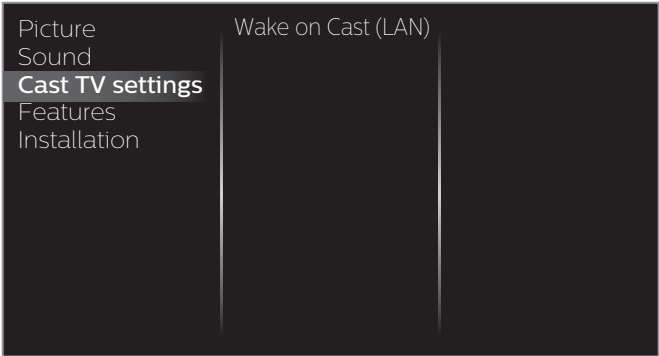 Picture
Sound
Cast TV settings
Features
Installation
Wake on Cast (LAN)